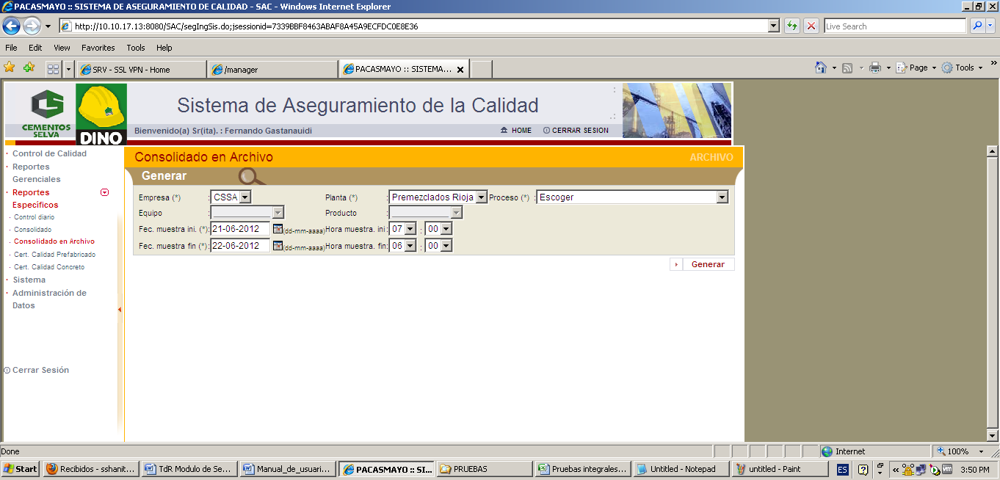 PACASMAYO :: SISTEMA DE ASEGURAMIENTO DE CALIDAD - SAC - Windows Internet Explorer
http://10.10.17.13:8080/SAC/segIngSis.do;jsessionid=7339BBF8463ABAF8A45A9ECFDC0E8E36
Live Search
File Edit View Favorites Tools Help
SRV - SSL VPN - Home
/manager
PACASMAYO :: SISTEMA...
Page
Tools
CEMENTOS SELVA
DINO
Sistema de Aseguramiento de la Calidad
Bienvenido(a) Sr(ita). : Fernando Gastanauidi
HOME
CERRAR SESION
· Control de Calidad
· Reportes
Gerenciales
· Reportes
Específicos
· Control diario
· Consolidado
· Consolidado en Archivo
· Cert. Calidad Prefabricado
· Cert. Calidad Concreto
· Sistema
· Administración de
Datos
Cerrar Sesión
Consolidado en Archivo
ARCHIVO
Generar
Empresa (*) : CSSA Planta (*) : Premezclados Rioja Proceso (*) : Escoger
Equipo : Producto :
Fec. muestra ini. (*): 21-06-2012 (dd-mm-aaaa) Hora muestra. ini : 07 : 00
Fec. muestra fin (*): 22-06-2012 (dd-mm-aaaa) Hora muestra. fin: 06 : 00
Generar
Done
Internet
100%
Start
Recibidos - sshanit...
TdR Modulo de Se...
Manual_de_usuari...
PACASMAYO :: SI...
PRUEBAS
Pruebas integrales...
Untitled - Notepad
untitled - Paint
ES
3:50 PM